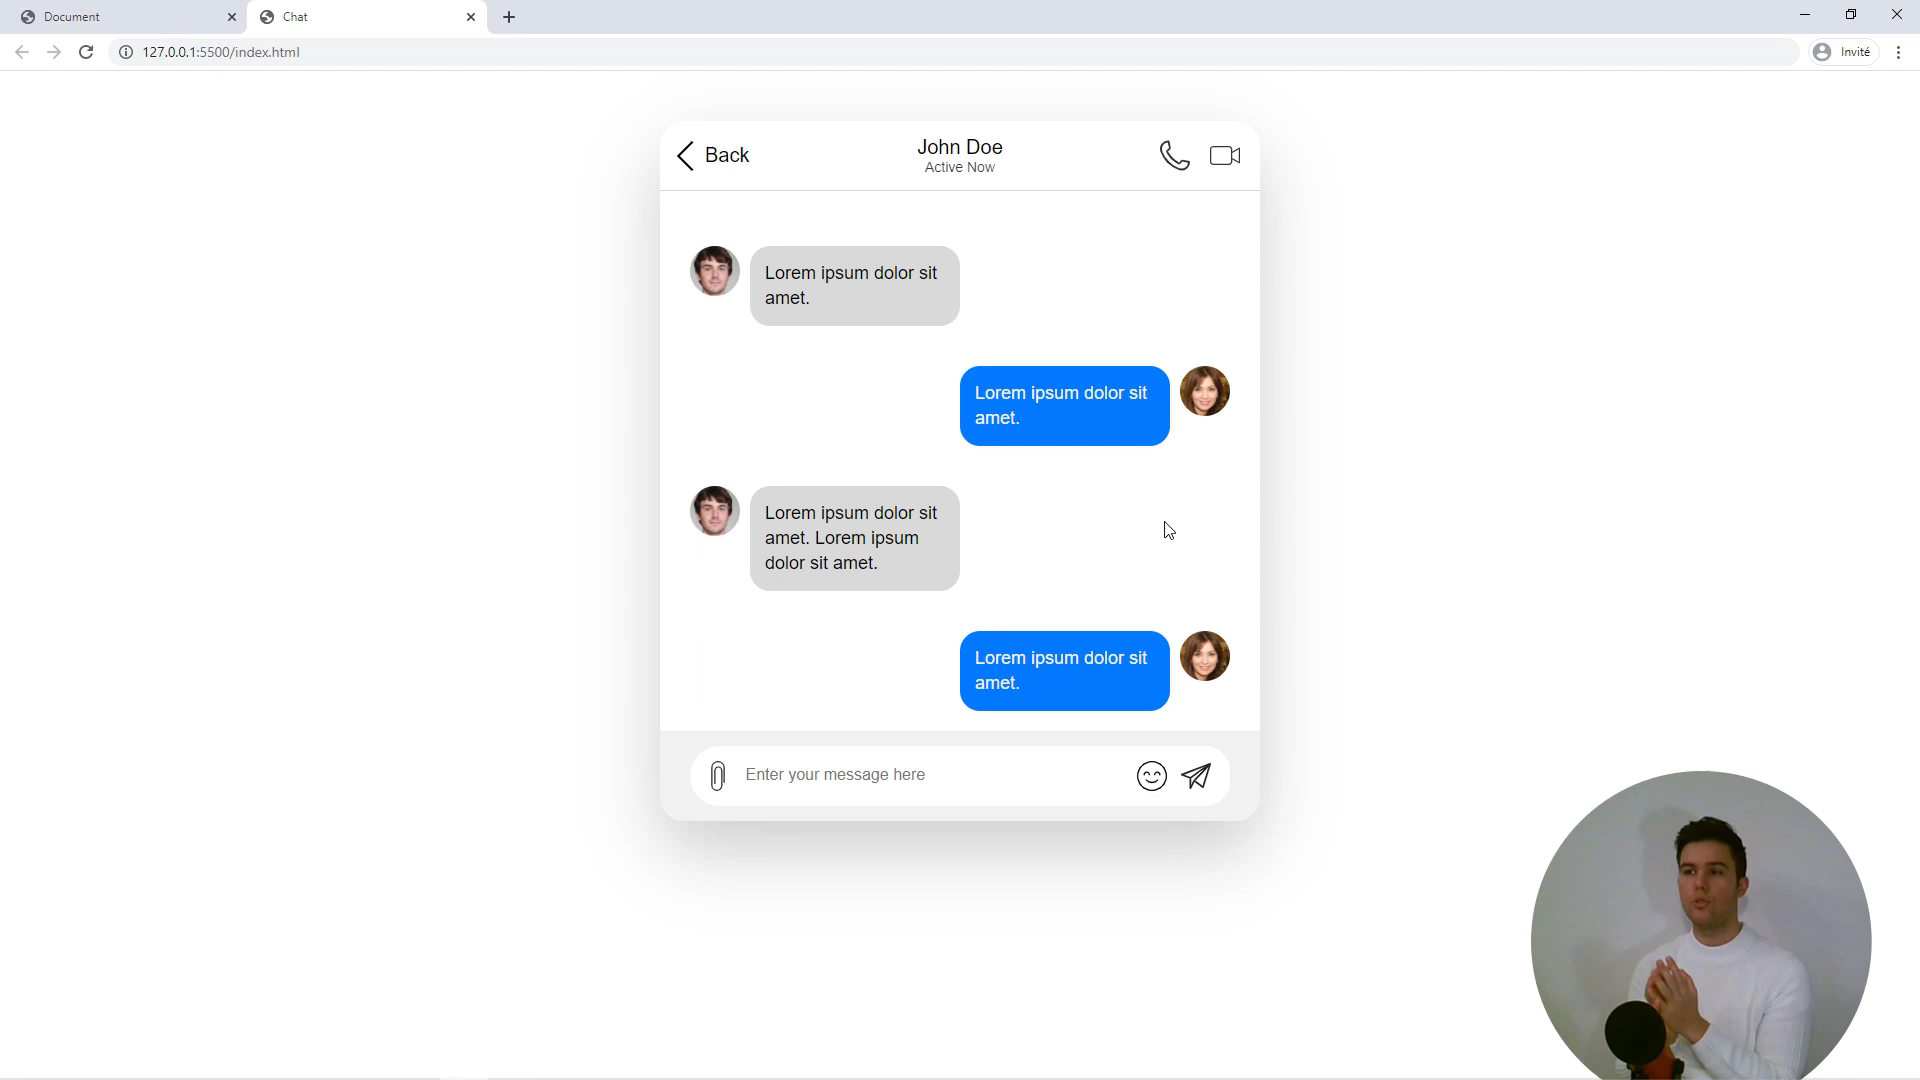 Document
Chat
127.0.0.1:5500/index.html
Invité
Back
John Doe
Active Now
Lorem ipsum dolor sit
amet.
Lorem ipsum dolor sit
amet.
Lorem ipsum dolor sit
amet. Lorem ipsum
dolor sit amet.
Lorem ipsum dolor sit
amet.
Enter your message here